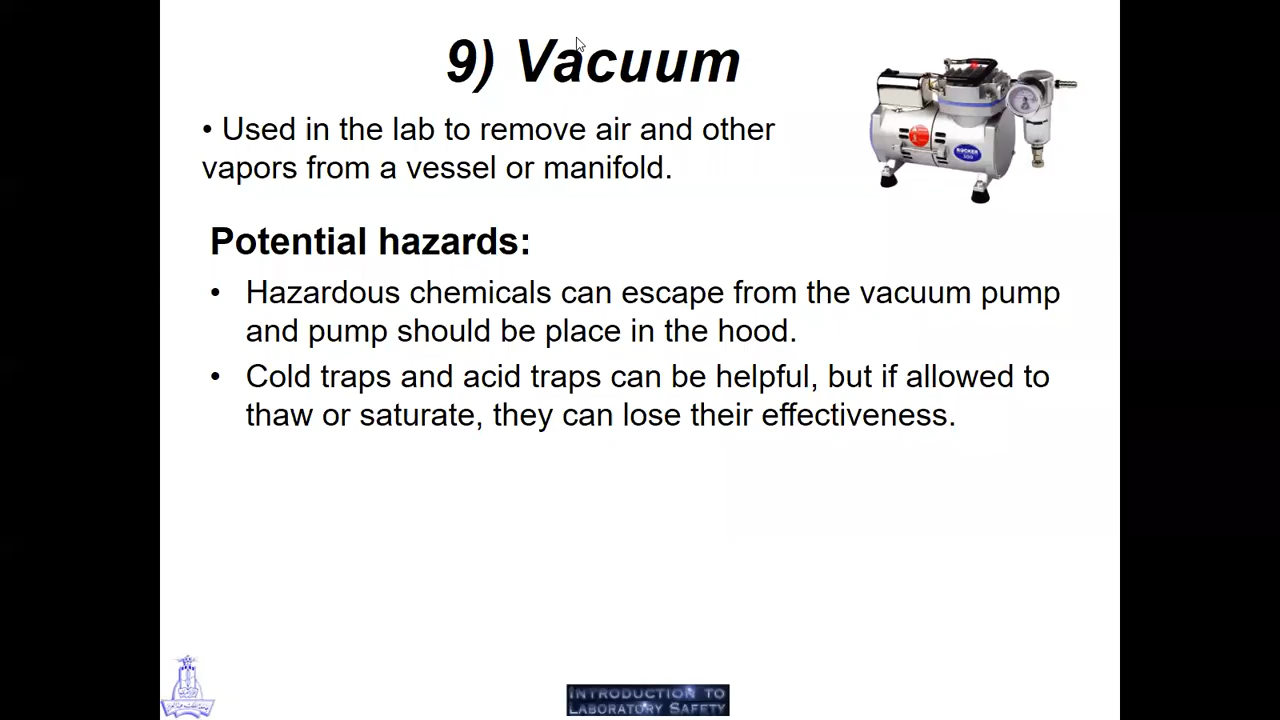 9) Vacuum
• Used in the lab to remove air and other
vapors from a vessel or manifold.
ROCKER
300
Potential hazards:
• Hazardous chemicals can escape from the vacuum pump
and pump should be place in the hood.
• Cold traps and acid traps can be helpful, but if allowed to
thaw or saturate, they can lose their effectiveness.
INTRODUCTION TO
LABORATORY SAFETY